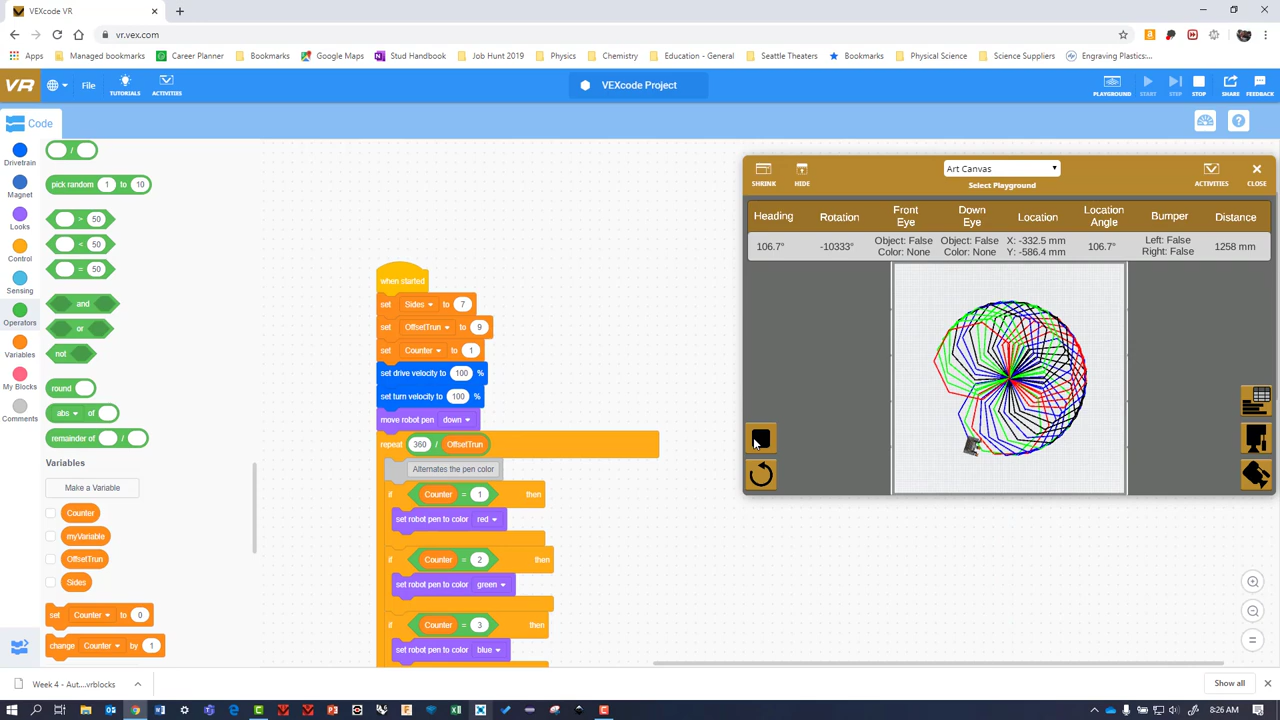 VEXcode VR
vr.vex.com
Apps Managed bookmarks Career Planner Bookmarks Google Maps Stud Handbook Job Hunt 2019 Physics Chemistry Education - General Seattle Theaters Bookmarks Physical Science Science Suppliers Engraving Plastics:...
VR File TUTORIALS ACTIVITIES VEXcode Project PLAYGROUND START STEP STOP SHARE FEEDBACK
Code
Drivetrain
Magnet
Looks
Control
Sensing
Operators
Variables
My Blocks
Comments
/
pick random 1 to 10
> 50
< 50
= 50
and
or
not
round
abs of
remainder of /
Variables
Make a Variable
Counter
myVariable
OffsetTrun
Sides
set Counter to 0
change Counter by 1
when started
set Sides to 7
set OffsetTrun to 9
set Counter to 1
set drive velocity to 100 %
set turn velocity to 100 %
move robot pen down
repeat 360 / OffsetTrun
Alternates the pen color
if Counter = 1 then
set robot pen to color red
if Counter = 2 then
set robot pen to color green
if Counter = 3 then
set robot pen to color blue
SHRINK HIDE Art Canvas Select Playground ACTIVITIES CLOSE
Heading Rotation Front Eye Down Eye Location Location Angle Bumper Distance
106.7° -10333° Object: False Color: None Object: False Color: None X: -332.5 mm Y: -586.4 mm 106.7° Left: False Right: False 1258 mm
Week 4 - Aut....vrblocks
Show all
8:26 AM